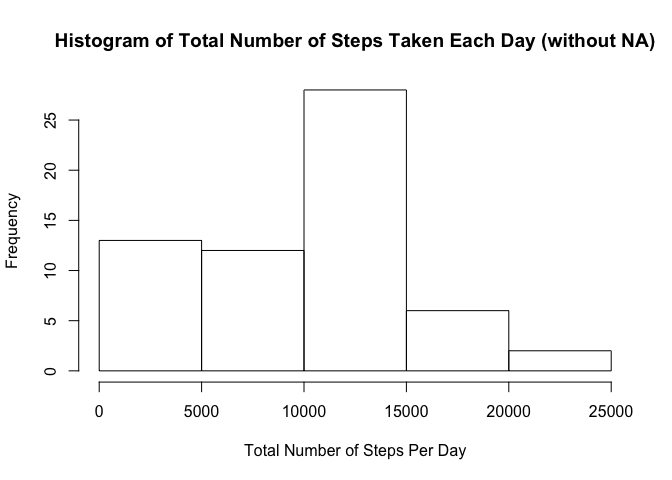 Histogram of Total Number of Steps Taken Each Day (without NA)
25
20
15
10
5
0
Frequency
0 5000 10000 15000 20000 25000
Total Number of Steps Per Day